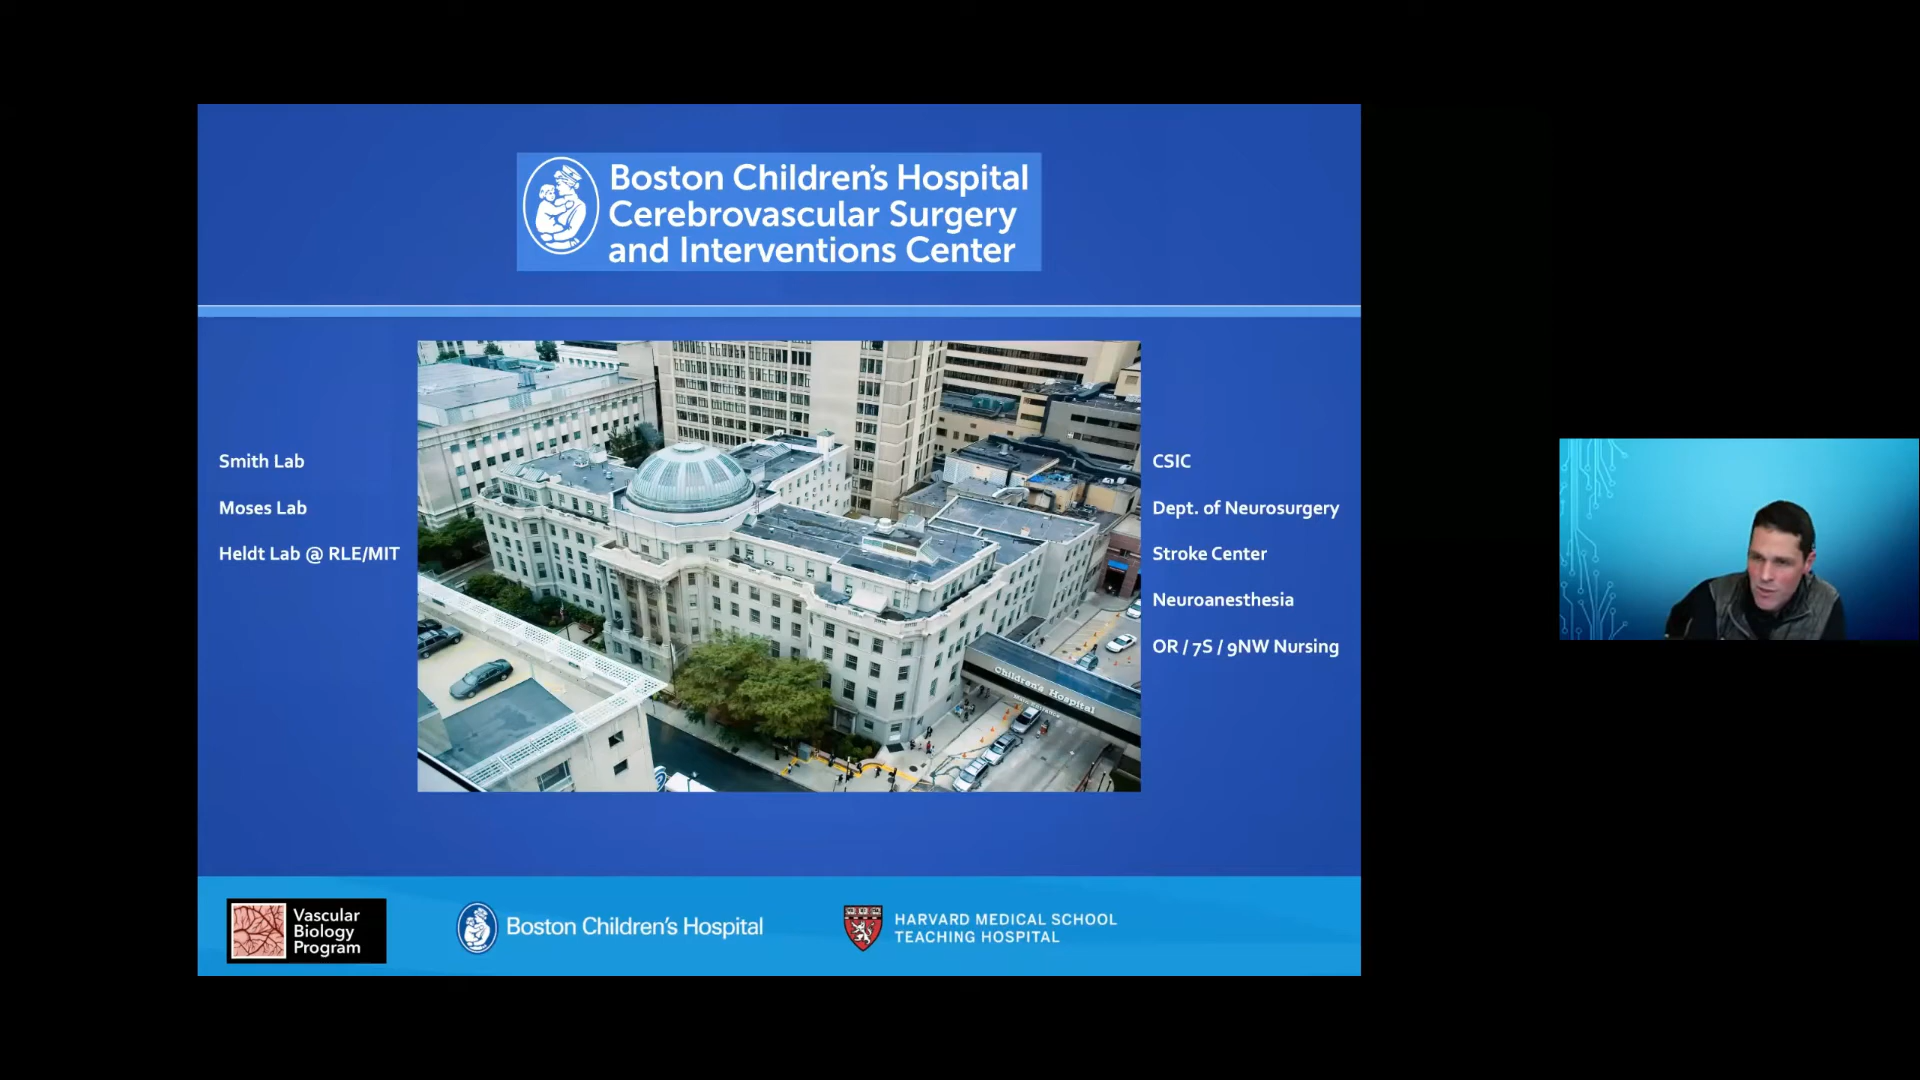 Boston Children's Hospital
Cerebrovascular Surgery
and Interventions Center
Smith Lab
Moses Lab
Heldt Lab @ RLE/MIT
Children's Hospital
Main Entrance
CSIC
Dept. of Neurosurgery
Stroke Center
Neuroanesthesia
OR / 7S / 9NW Nursing
Vascular
Biology
Program
Boston Children's Hospital
HARVARD MEDICAL SCHOOL
TEACHING HOSPITAL